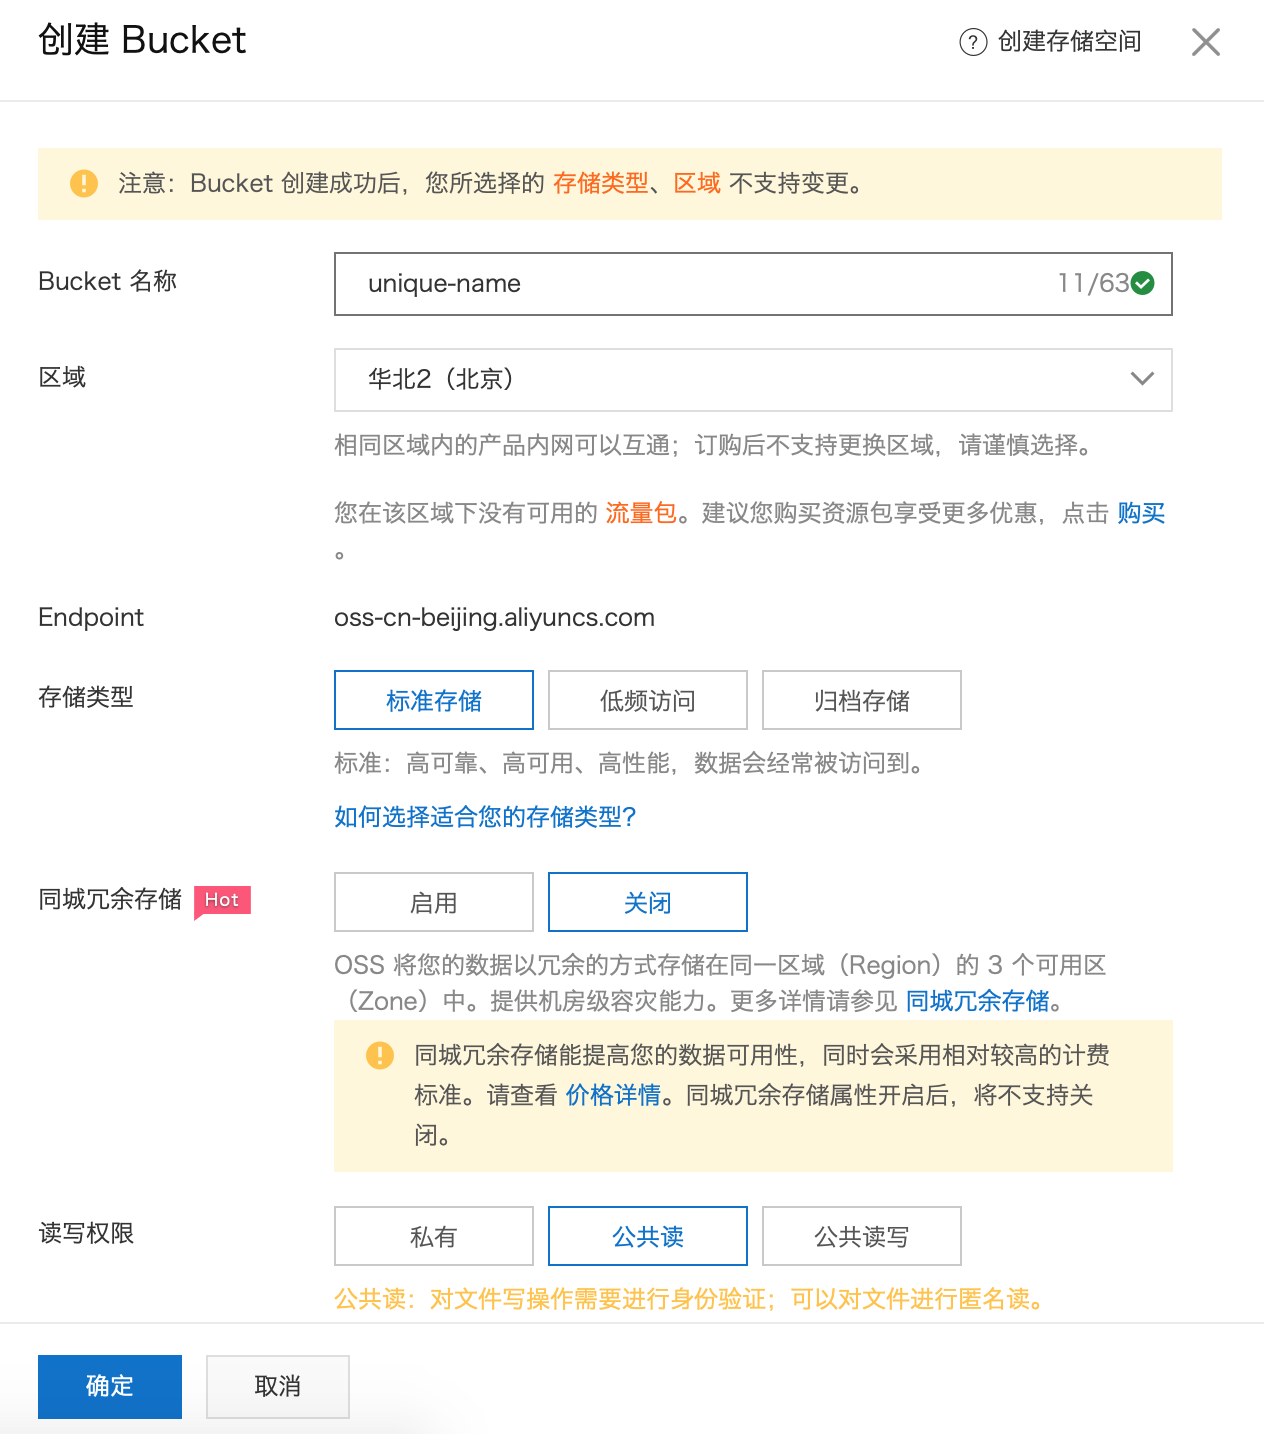 创建 Bucket
? 创建存储空间
注意：Bucket 创建成功后，您所选择的 存储类型、区域 不支持变更。
Bucket 名称
unique-name
11/63
区域
华北2（北京）
相同区域内的产品内网可以互通；订购后不支持更换区域，请谨慎选择。
您在该区域下没有可用的 流量包。建议您购买资源包享受更多优惠，点击 购买
。
Endpoint
oss-cn-beijing.aliyuncs.com
存储类型
标准存储
低频访问
归档存储
标准：高可靠、高可用、高性能，数据会经常被访问到。
如何选择适合您的存储类型?
同城冗余存储
Hot
启用
关闭
OSS 将您的数据以冗余的方式存储在同一区域（Region）的 3 个可用区
（Zone）中。提供机房级容灾能力。更多详情请参见 同城冗余存储。
同城冗余存储能提高您的数据可用性，同时会采用相对较高的计费
标准。请查看 价格详情。同城冗余存储属性开启后，将不支持关
闭。
读写权限
私有
公共读
公共读写
公共读：对文件写操作需要进行身份验证；可以对文件进行匿名读。
确定
取消